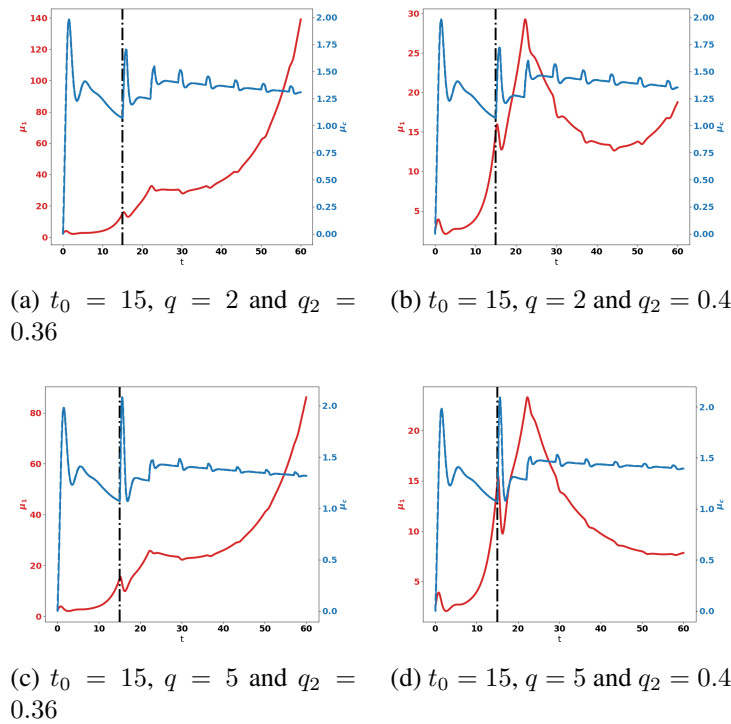 140
120
100
80
60
40
20
0
μ1
0 10 20 30 40 50 60
t
2.00
1.75
1.50
1.25
1.00
0.75
0.50
0.25
0.00
μc
30
25
20
15
10
5
μ1
0 10 20 30 40 50 60
t
2.00
1.75
1.50
1.25
1.00
0.75
0.50
0.25
0.00
μc
(a) t0 = 15, q = 2 and q2 =
0.36
(b) t0 = 15, q = 2 and q2 = 0.4
80
60
40
20
0
μ1
0 10 20 30 40 50 60
t
2.0
1.5
1.0
0.5
0.0
μc
20
15
10
5
μ1
0 10 20 30 40 50 60
t
2.0
1.5
1.0
0.5
0.0
μc
(c) t0 = 15, q = 5 and q2 =
0.36
(d) t0 = 15, q = 5 and q2 = 0.4